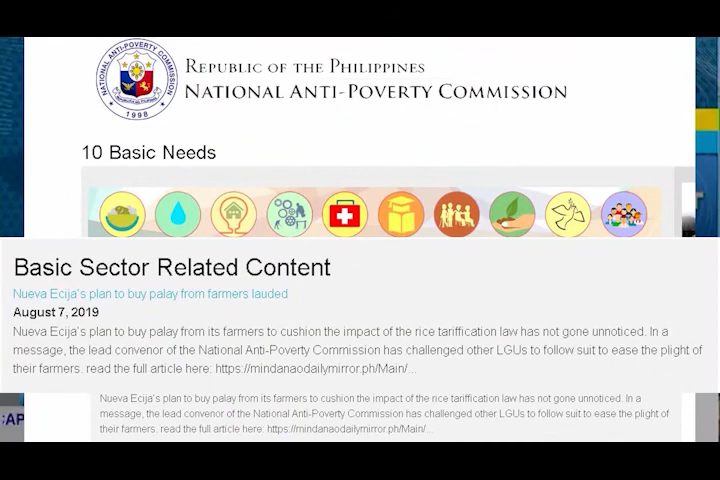 NATIONAL ANTI-POVERTY COMMISSION
1998
REPUBLIC OF THE PHILIPPINES
NATIONAL ANTI-POVERTY COMMISSION
10 Basic Needs
Basic Sector Related Content
Nueva Ecija's plan to buy palay from farmers lauded
August 7, 2019
Nueva Ecija's plan to buy palay from its farmers to cushion the impact of the rice tariffication law has not gone unnoticed. In a
message, the lead convenor of the National Anti-Poverty Commission has challenged other LGUs to follow suit to ease the plight of
their farmers. read the full article here: https://mindanaodailymirror.ph/Main/...
Nueva Ecija's plan to buy palay from its farmers to cushion the impact of the rice tariffication law has not gone unnoticed. In a
message, the lead convenor of the National Anti-Poverty Commission has challenged other LGUs to follow suit to ease the plight of
their farmers. read the full article here: https://mindanaodailymirror.ph/Main/...